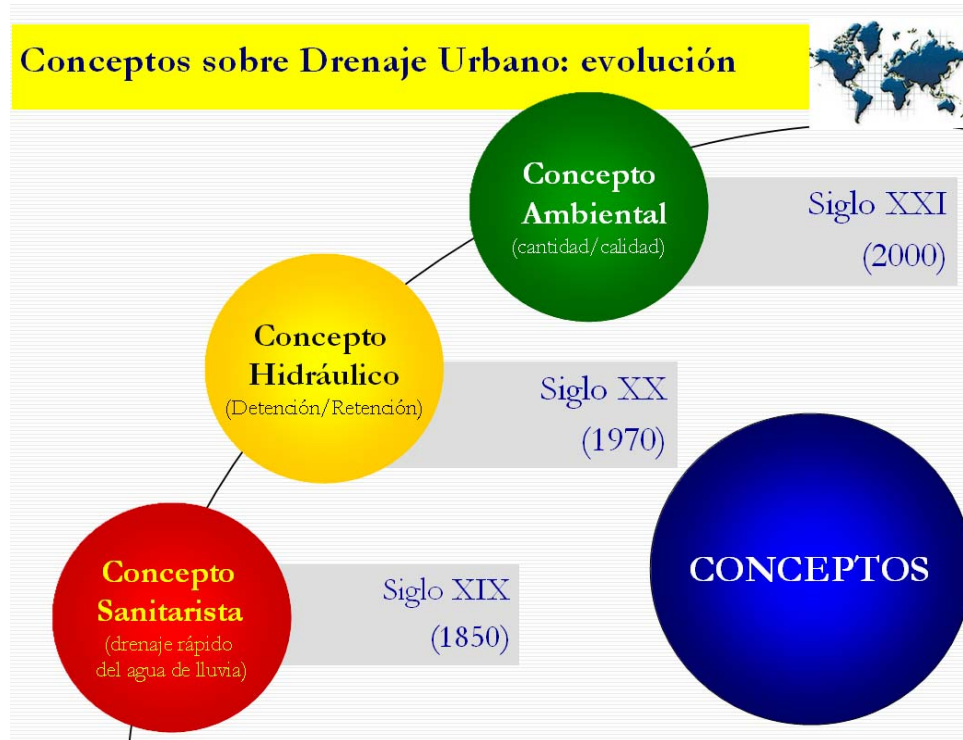 Conceptos sobre Drenaje Urbano: evolución
Concepto
Ambiental
(cantidad/calidad)
Siglo XXI
(2000)
Concepto
Hidráulico
(Detención/Retención)
Siglo XX
(1970)
Concepto
Sanitarista
(drenaje rápido
del agua de lluvia)
Siglo XIX
(1850)
CONCEPTOS